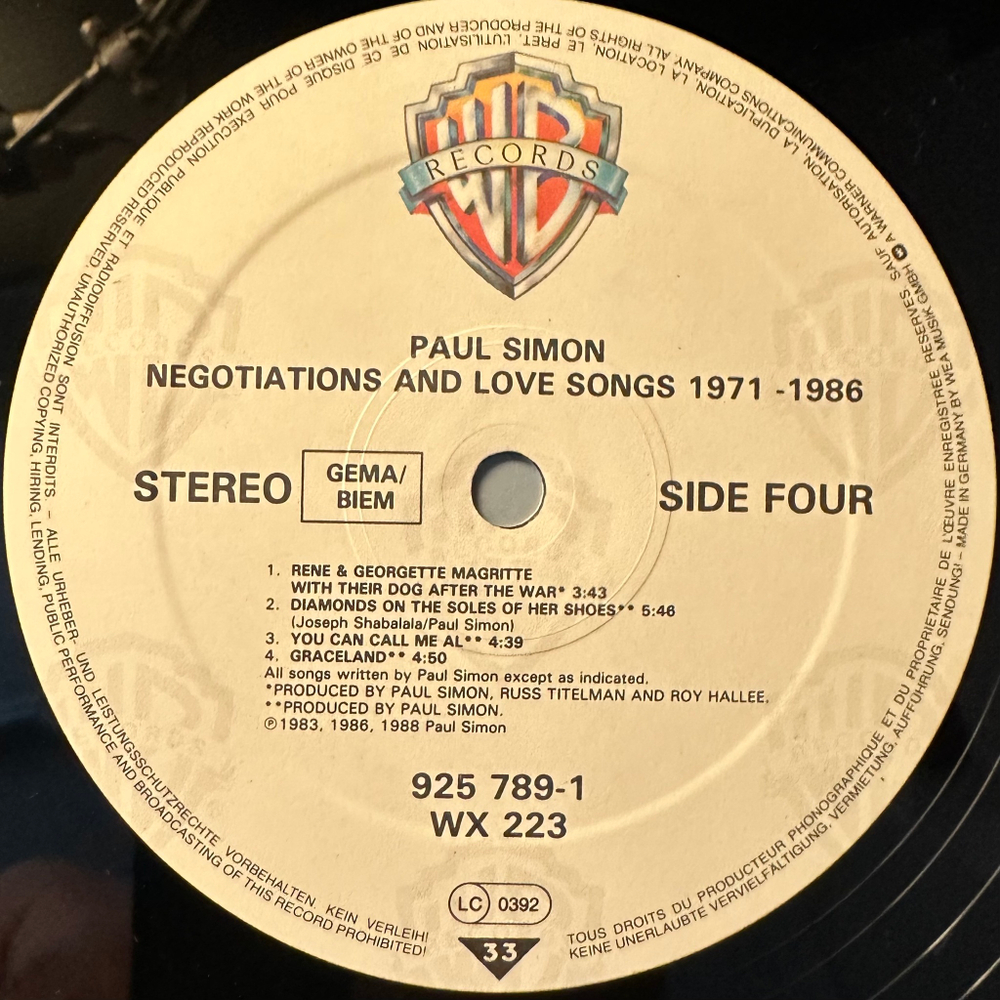 WB
RECORDS
PAUL SIMON
NEGOTIATIONS AND LOVE SONGS 1971 -1986
STEREO
GEMA/
BIEM
SIDE FOUR
1. RENE & GEORGETTE MAGRITTE
WITH THEIR DOG AFTER THE WAR* 3:43
2. DIAMONDS ON THE SOLES OF HER SHOES** 5:46
(Joseph Shabalala/Paul Simon)
3. YOU CAN CALL ME AL** 4:39
4. GRACELAND** 4:50
All songs written by Paul Simon except as indicated.
*PRODUCED BY PAUL SIMON, RUSS TITELMAN AND ROY HALLEE.
**PRODUCED BY PAUL SIMON.
℗1983, 1986, 1988 Paul Simon
925 789-1
WX 223
LC 0392
33
TOUS DROITS DU PRODUCTEUR PHONOGRAPHIQUE ET DU PROPRIETAIRE DE L'ŒUVRE ENREGISTREE RESERVES. SAUF AUTORISATION, LA DUPLICATION, LA LOCATION, LE PRET, L'UTILISATION DE CE DISQUE POUR EXECUTION PUBLIQUE ET RADIODIFFUSION SONT INTERDITS. – ALLE URHEBER- UND LEISTUNGSSCHUTZRECHTE VORBEHALTEN. KEIN VERLEIH!
KEINE UNERLAUBTE VERVIELFÄLTIGUNG, VERMIETUNG, AUFFÜHRUNG, SENDUNG! – MADE IN GERMANY BY WEA MUSIK GMBH A WARNER COMMUNICATIONS COMPANY. ALL RIGHTS OF THE PRODUCER AND OF THE OWNER OF THE WORK REPRODUCED RESERVED. UNAUTHORIZED COPYING, HIRING, LENDING, PUBLIC PERFORMANCE AND BROADCASTING OF THIS RECORD PROHIBITED!